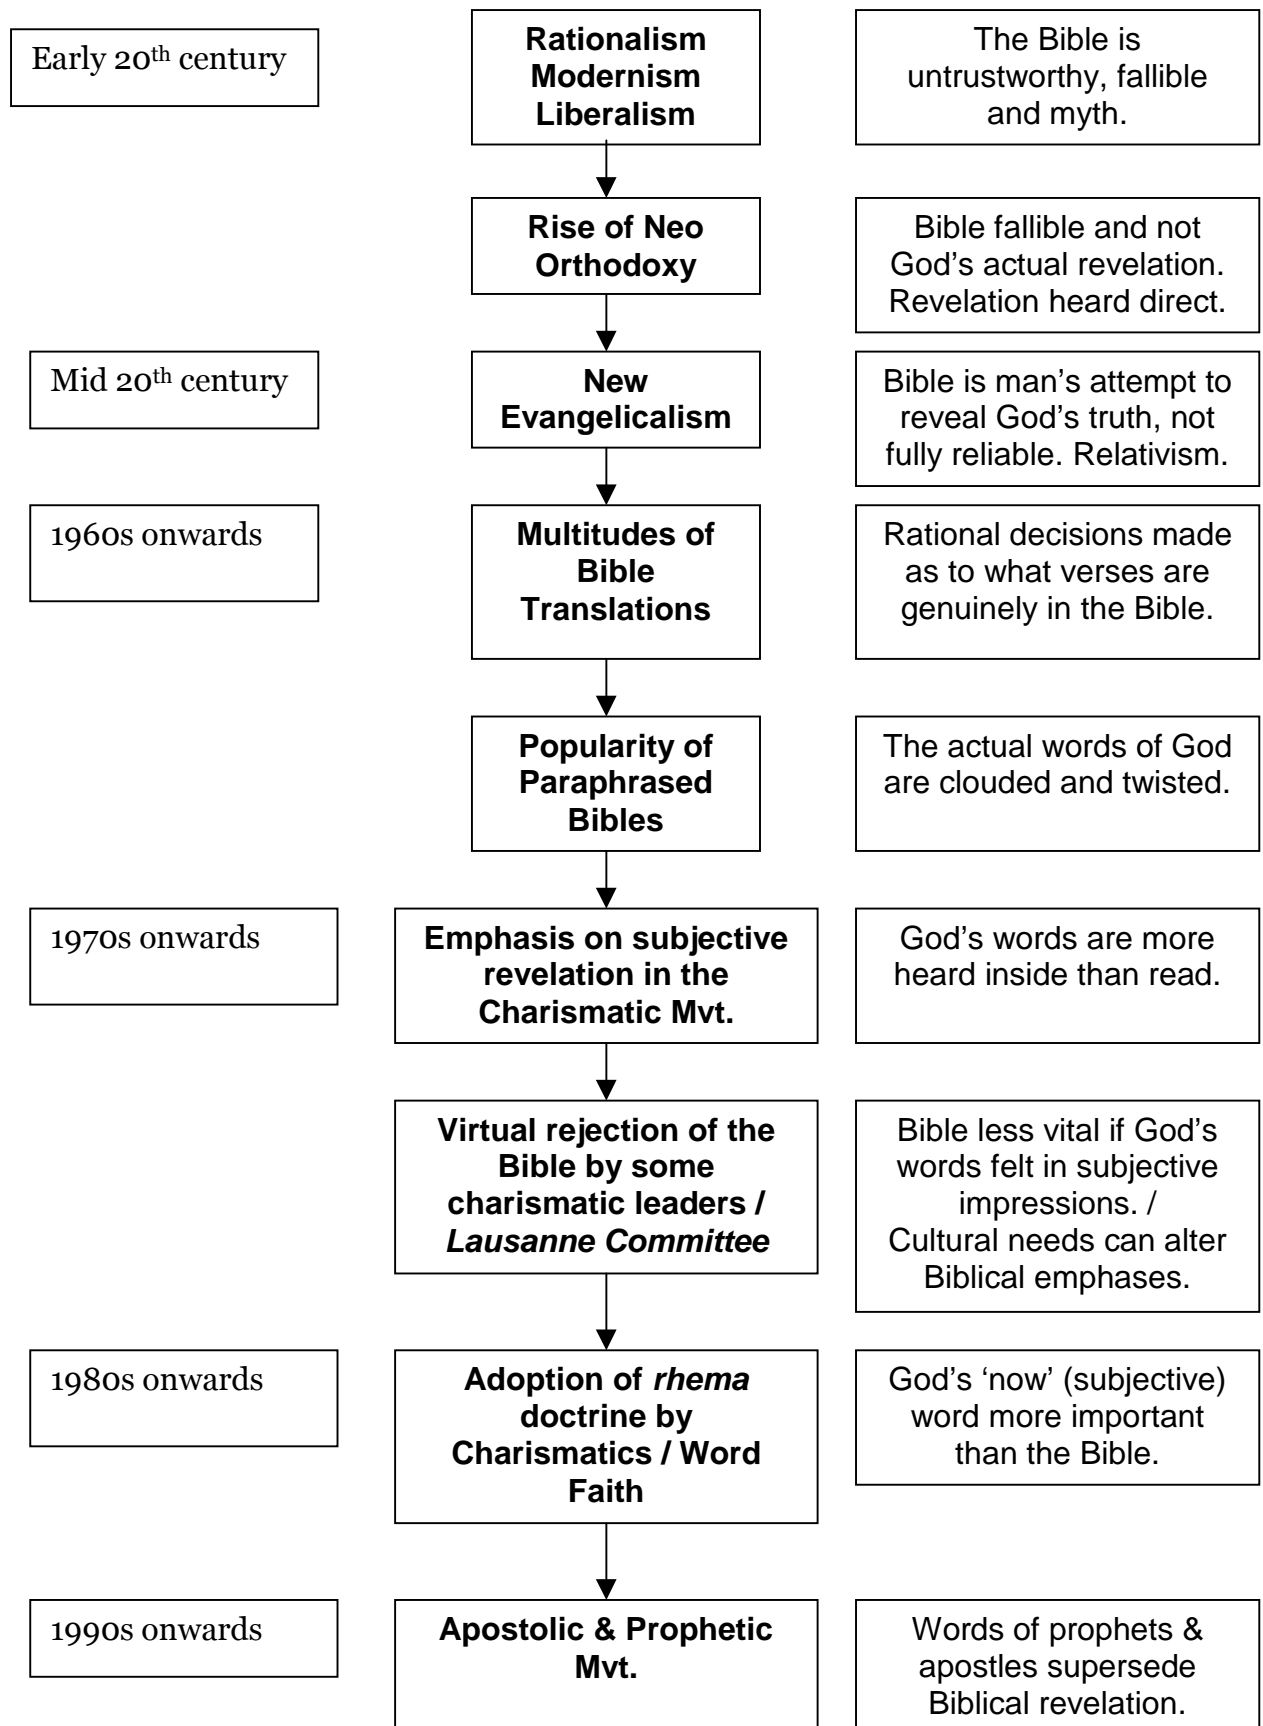 Early 20th century
Rationalism
Modernism
Liberalism
The Bible is
untrustworthy, fallible
and myth.
Rise of Neo
Orthodoxy
Bible fallible and not
God’s actual revelation.
Revelation heard direct.
Mid 20th century
New
Evangelicalism
Bible is man’s attempt to
reveal God’s truth, not
fully reliable. Relativism.
1960s onwards
Multitudes of
Bible
Translations
Rational decisions made
as to what verses are
genuinely in the Bible.
Popularity of
Paraphrased
Bibles
The actual words of God
are clouded and twisted.
1970s onwards
Emphasis on subjective
revelation in the
Charismatic Mvt.
God’s words are more
heard inside than read.
Virtual rejection of the
Bible by some
charismatic leaders /
Lausanne Committee
Bible less vital if God’s
words felt in subjective
impressions. /
Cultural needs can alter
Biblical emphases.
1980s onwards
Adoption of rhema
doctrine by
Charismatics / Word
Faith
God’s ‘now’ (subjective)
word more important
than the Bible.
1990s onwards
Apostolic & Prophetic
Mvt.
Words of prophets &
apostles supersede
Biblical revelation.